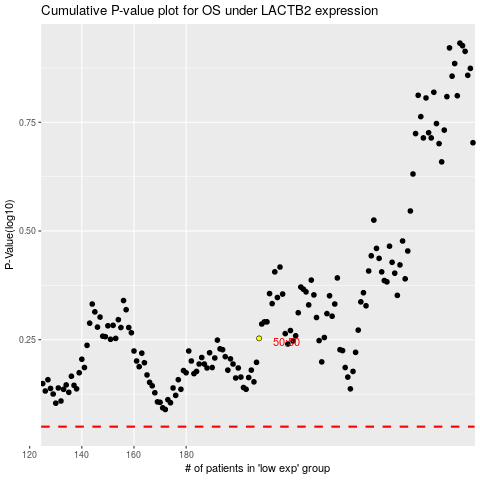 Cumulative P-value plot for OS under LACTB2 expression
P-Value(log10)
0.75
0.50
0.25
50:50
120 140 160 180
# of patients in 'low exp' group